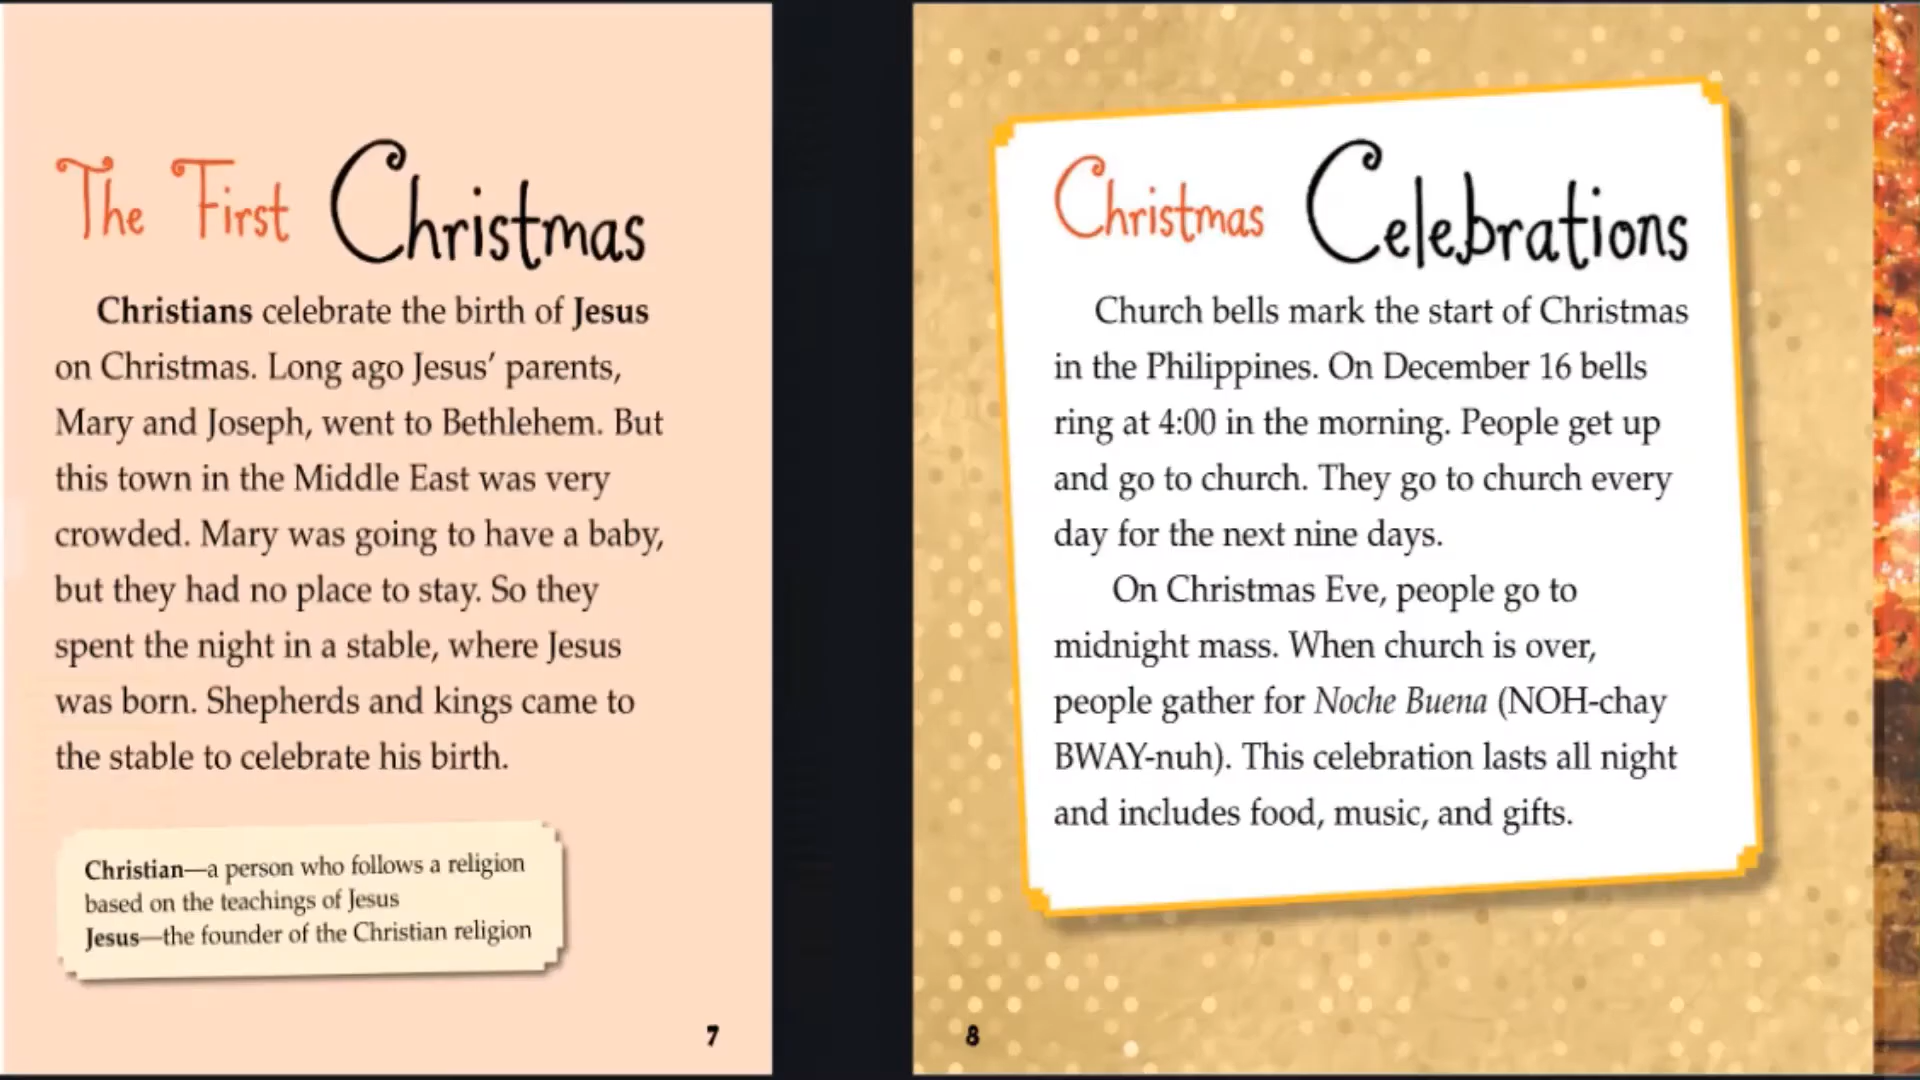 The First Christmas
Christians celebrate the birth of Jesus
on Christmas. Long ago Jesus' parents,
Mary and Joseph, went to Bethlehem. But
this town in the Middle East was very
crowded. Mary was going to have a baby,
but they had no place to stay. So they
spent the night in a stable, where Jesus
was born. Shepherds and kings came to
the stable to celebrate his birth.
Christian—a person who follows a religion
based on the teachings of Jesus
Jesus—the founder of the Christian religion
7
Christmas Celebrations
Church bells mark the start of Christmas
in the Philippines. On December 16 bells
ring at 4:00 in the morning. People get up
and go to church. They go to church every
day for the next nine days.
On Christmas Eve, people go to
midnight mass. When church is over,
people gather for Noche Buena (NOH-chay
BWAY-nuh). This celebration lasts all night
and includes food, music, and gifts.
8